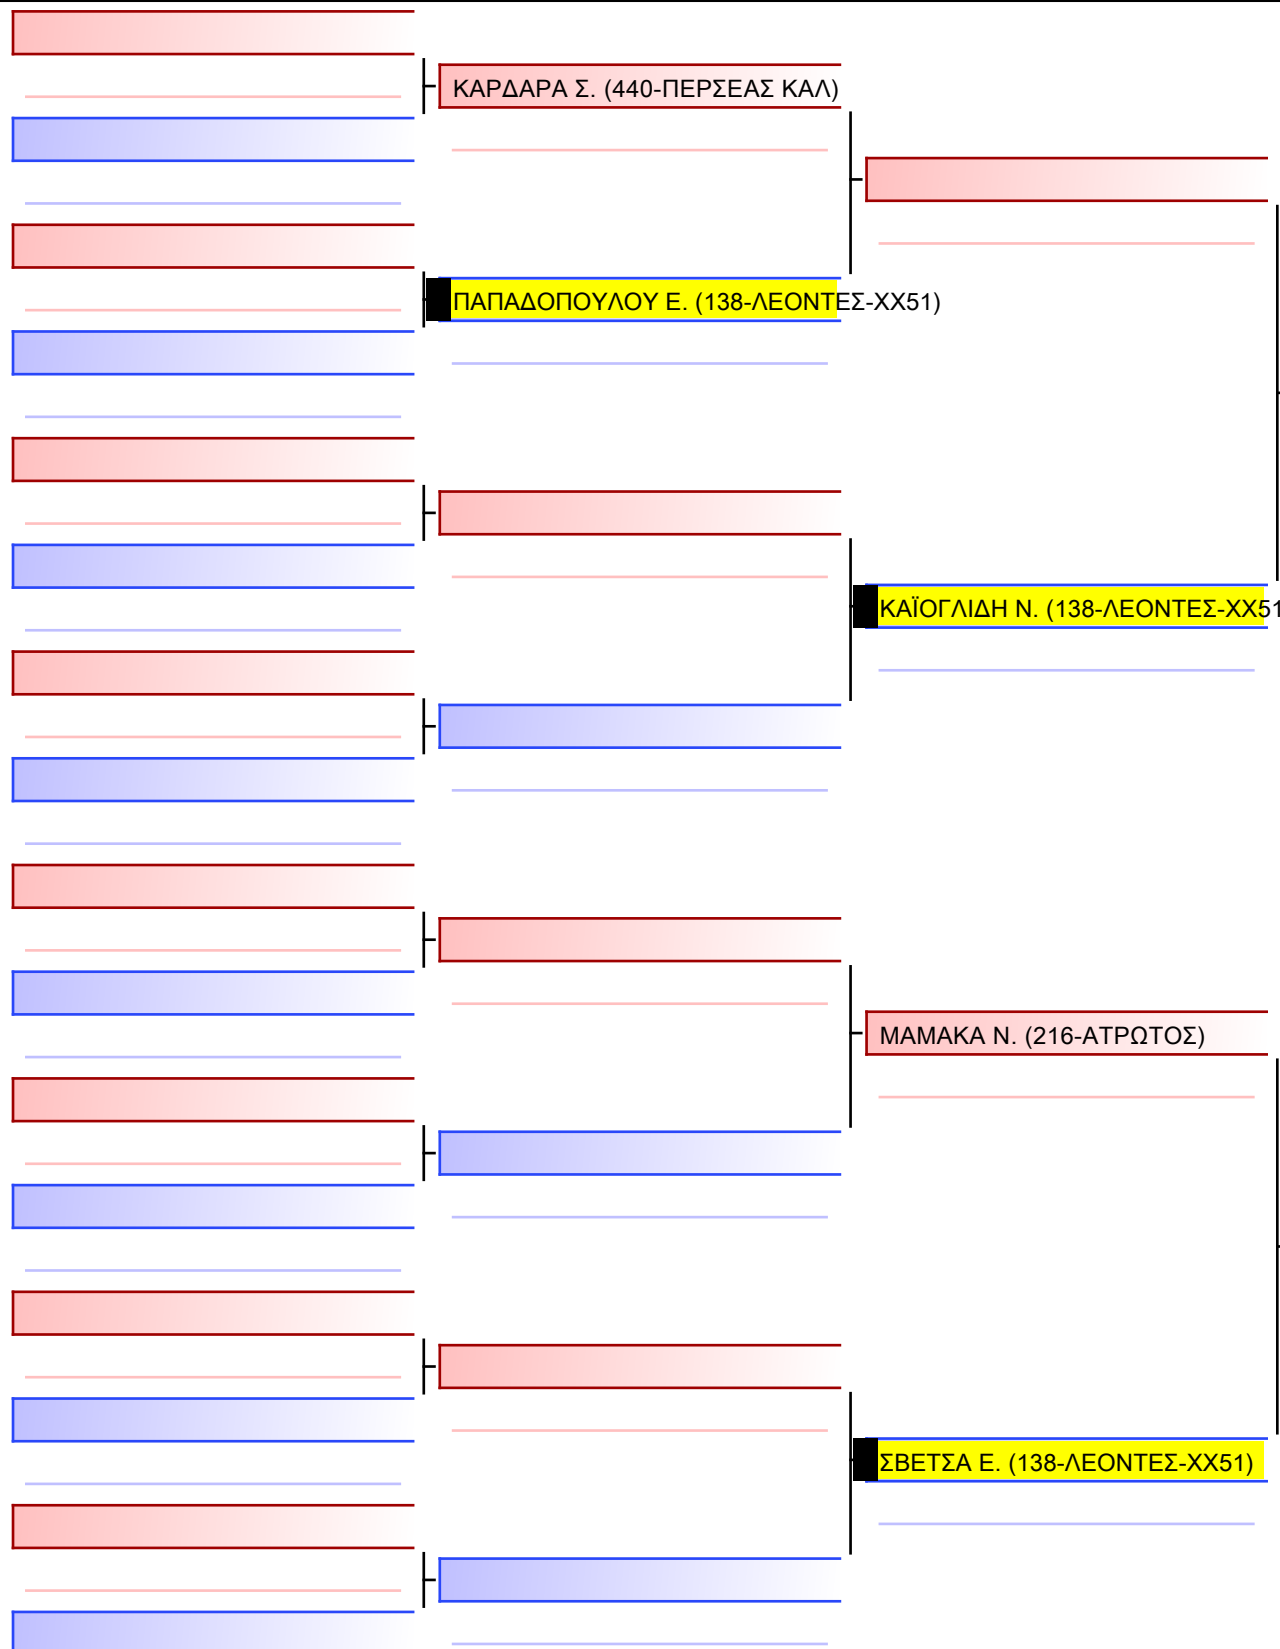 ΚΑΡΔΑΡΑ Σ. (440-ΠΕΡΣΕΑΣ ΚΑΛ)
ΠΑΠΑΔΟΠΟΥΛΟΥ Ε. (138-ΛΕΟΝΤΕΣ-ΧΧ51)
ΚΑΪΟΓΛΙΔΗ Ν. (138-ΛΕΟΝΤΕΣ-ΧΧ51
ΜΑΜΑΚΑ Ν. (216-ΑΤΡΩΤΟΣ)
ΣΒΕΤΣΑ Ε. (138-ΛΕΟΝΤΕΣ-ΧΧ51)